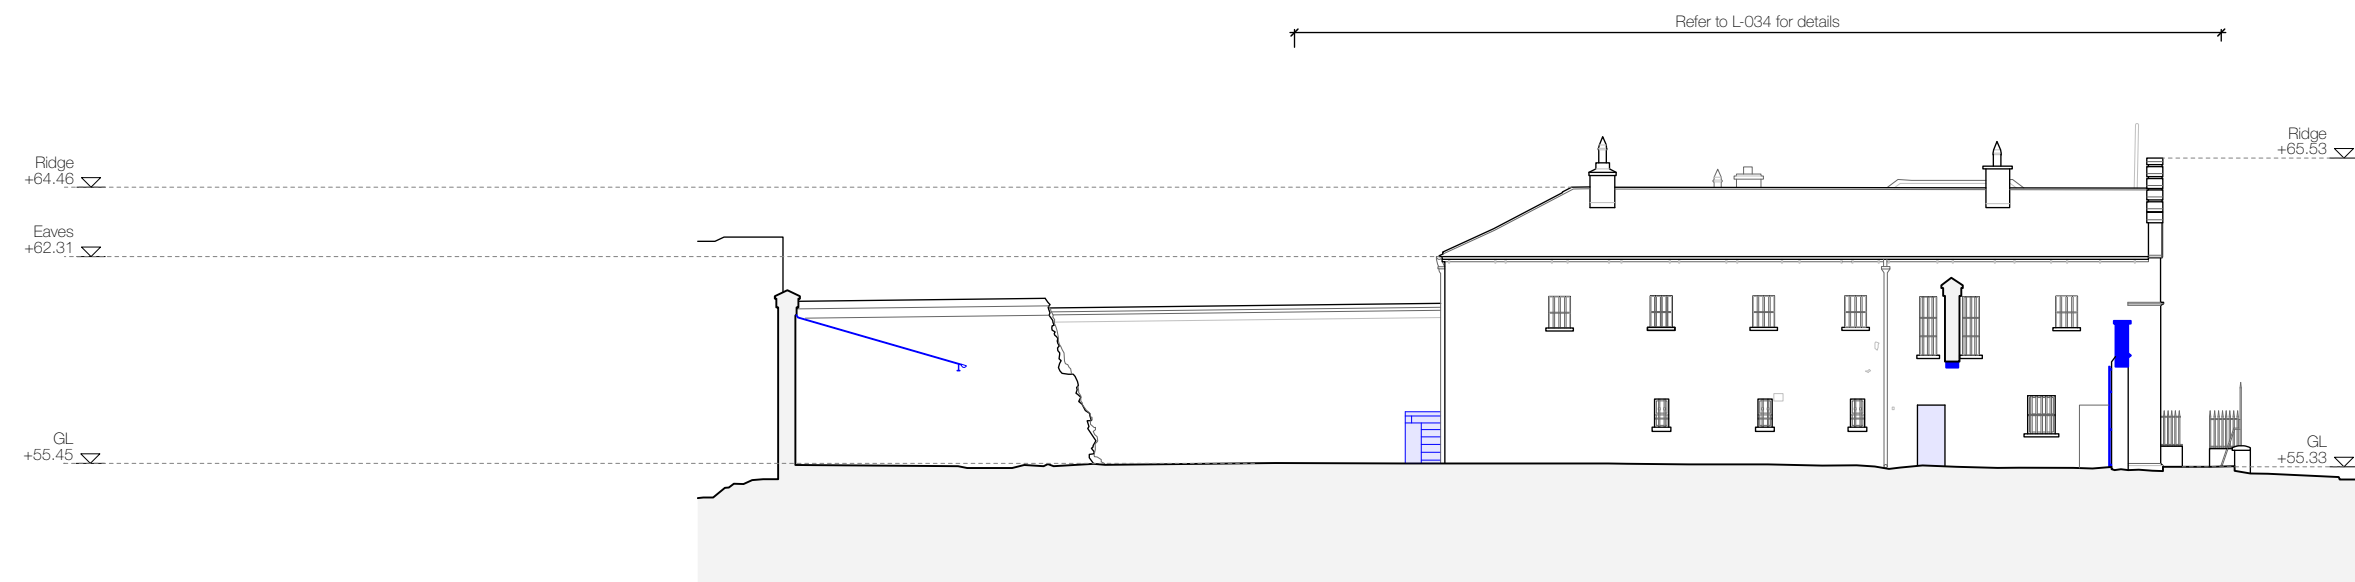 Refer to L-034 for details
Ridge
+65.53
Ridge
+64.46
Eaves
+62.31
GL
+55.45
GL
+55.33